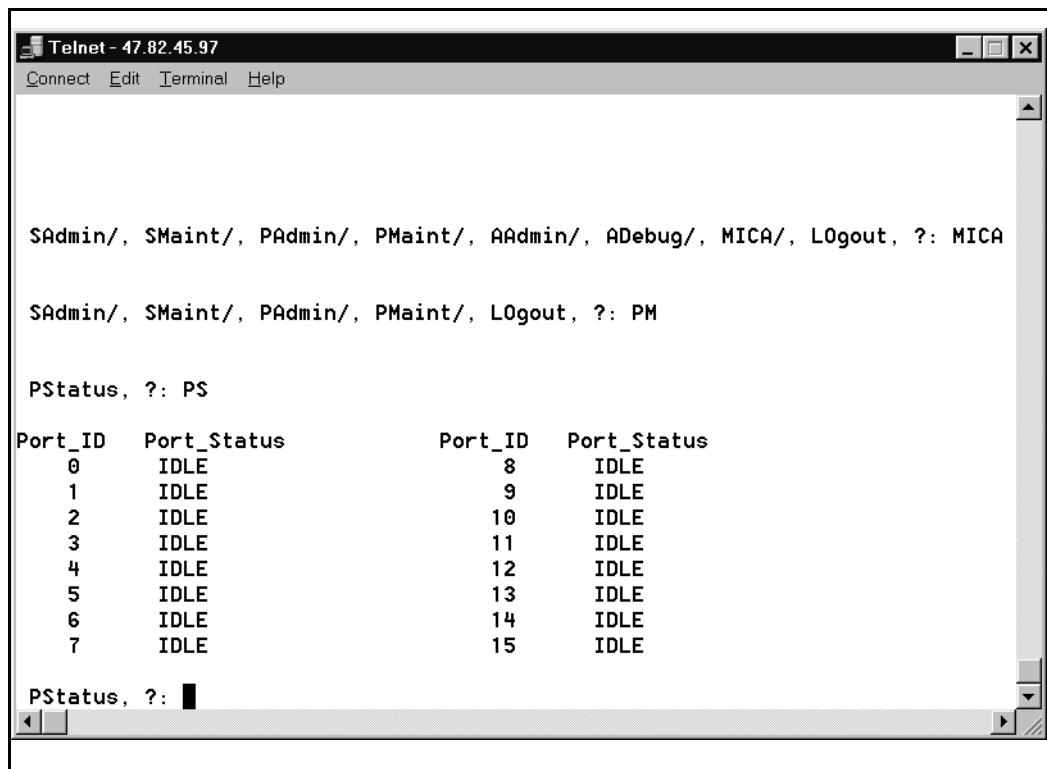 Telnet - 47.82.45.97
Connect Edit Terminal Help
SAdmin/, SMaint/, PAdmin/, PMaint/, AAdmin/, ADebug/, MICA/, LOgout, ?: MICA
SAdmin/, SMaint/, PAdmin/, PMaint/, LOgout, ?: PM
PStatus, ?: PS
Port_ID Port_Status Port_ID Port_Status
0 IDLE 8 IDLE
1 IDLE 9 IDLE
2 IDLE 10 IDLE
3 IDLE 11 IDLE
4 IDLE 12 IDLE
5 IDLE 13 IDLE
6 IDLE 14 IDLE
7 IDLE 15 IDLE
PStatus, ?: